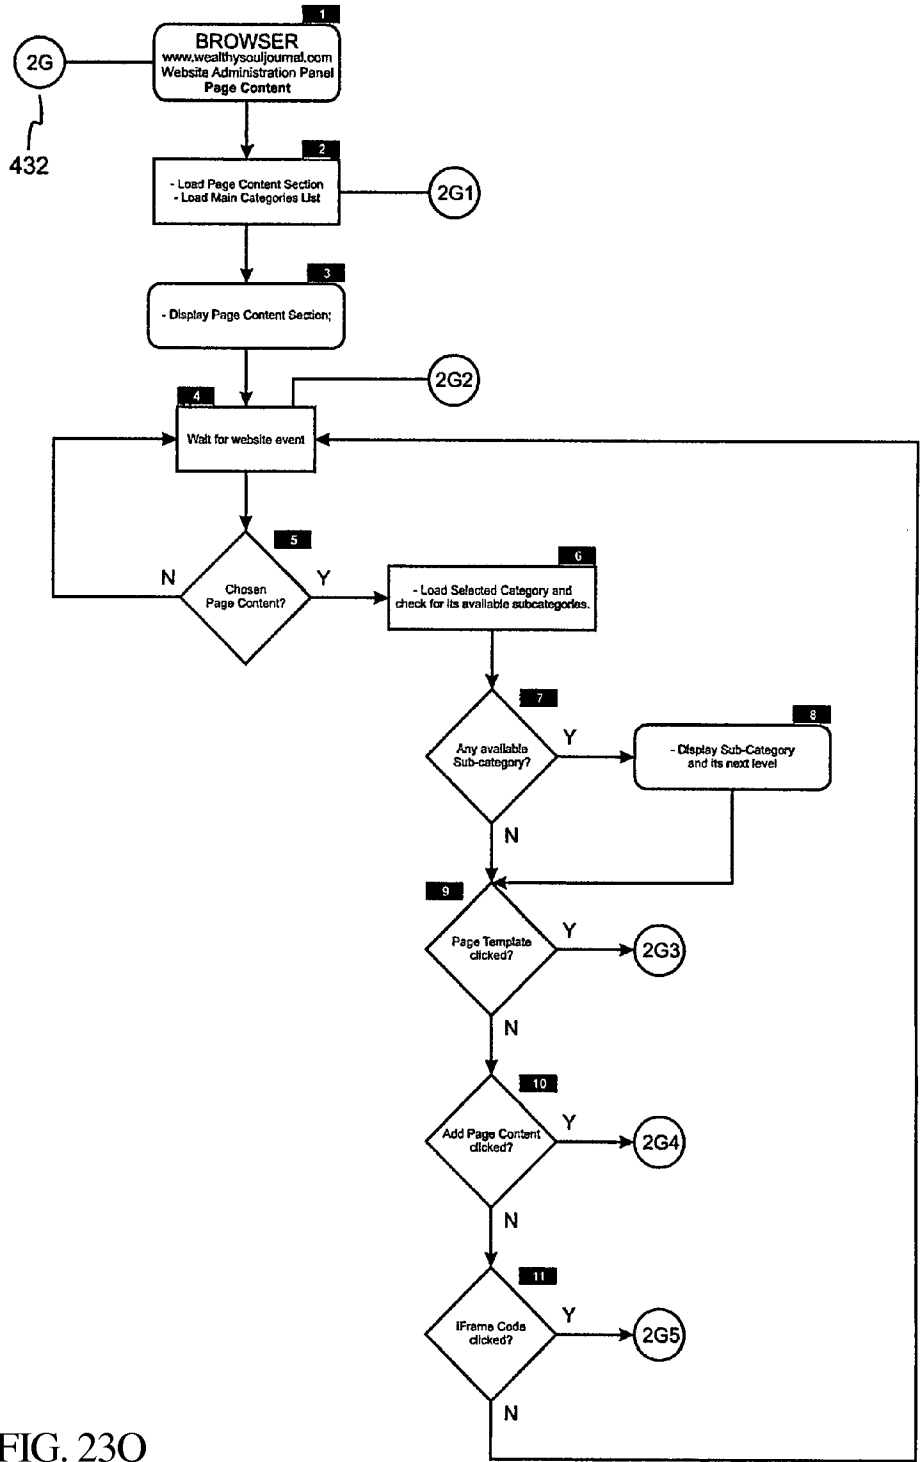 1
BROWSER
www.wealthysouljournal.com
Website Administration Panel
Page Content
2G
432
2
- Load Page Content Section
- Load Main Categories List
2G1
3
- Display Page Content Section;
2G2
4
Wait for website event
5
N
Chosen
Page Content?
Y
6
- Load Selected Category and
check for its available subcategories.
7
Any available
Sub-category?
Y
N
8
- Display Sub-Category
and its next level
9
Page Template
clicked?
Y
2G3
N
10
Add Page Content
clicked?
Y
2G4
N
11
iFrame Code
clicked?
Y
2G5
N
FIG. 23O